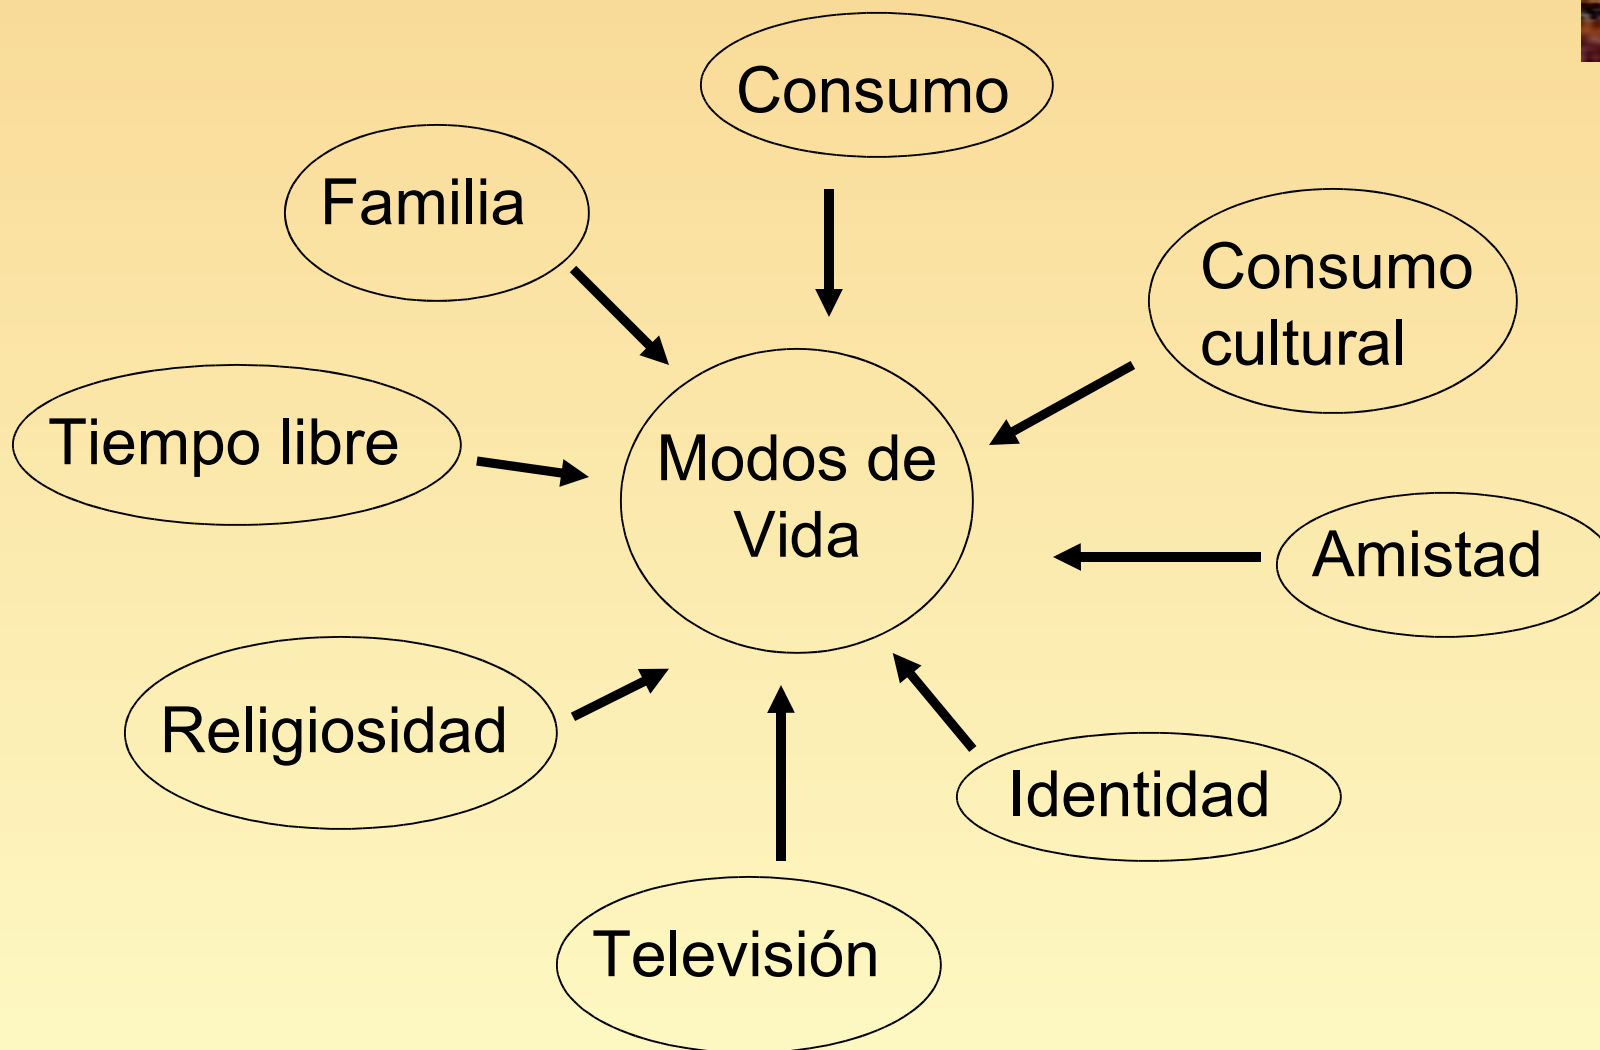 Consumo
Familia
Consumo
cultural
Tiempo libre
Modos de
Vida
Amistad
Religiosidad
Identidad
Televisión